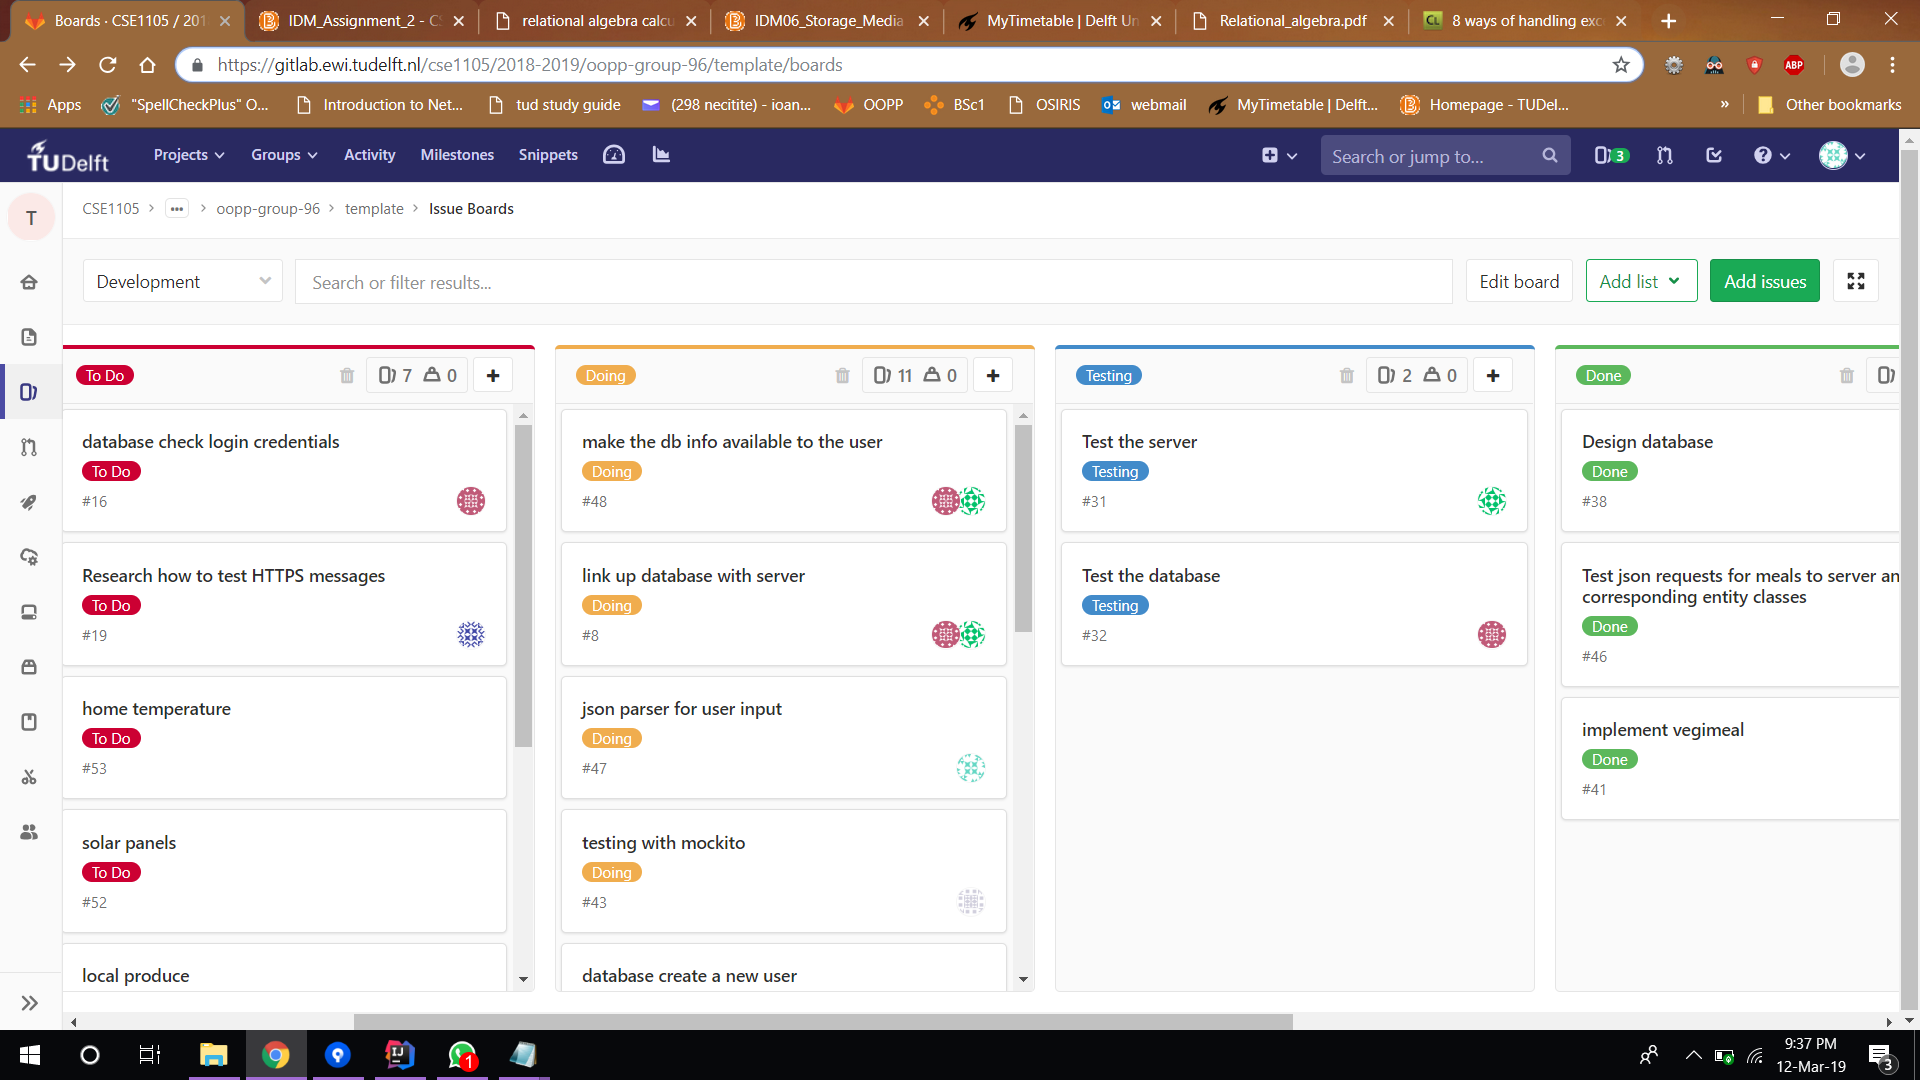 Boards · CSE1105 / 201
IDM_Assignment_2 - CS
relational algebra calcu
IDM06_Storage_Media
MyTimetable | Delft Un
Relational_algebra.pdf
CL
8 ways of handling exc
https://gitlab.ewi.tudelft.nl/cse1105/2018-2019/oopp-group-96/template/boards
ABP
Apps
"SpellCheckPlus" O...
Introduction to Net...
tud study guide
(298 necitite) - ioan...
OOPP
BSc1
OSIRIS
webmail
MyTimetable | Delft...
Homepage - TUDel...
»
Other bookmarks
TUDelft
Projects
Groups
Activity
Milestones
Snippets
Search or jump to...
3
T
CSE1105 > ... > oopp-group-96 > template > Issue Boards
Development
Search or filter results...
Edit board
Add list
Add issues
To Do
7 0
database check login credentials
To Do
#16
Research how to test HTTPS messages
To Do
#19
home temperature
To Do
#53
solar panels
To Do
#52
local produce
Doing
11 0
make the db info available to the user
Doing
#48
link up database with server
Doing
#8
json parser for user input
Doing
#47
testing with mockito
Doing
#43
database create a new user
Testing
2 0
Test the server
Testing
#31
Test the database
Testing
#32
Done
Design database
Done
#38
Test json requests for meals to server an
corresponding entity classes
Done
#46
implement vegimeal
Done
#41
1
9:37 PM
12-Mar-19
3